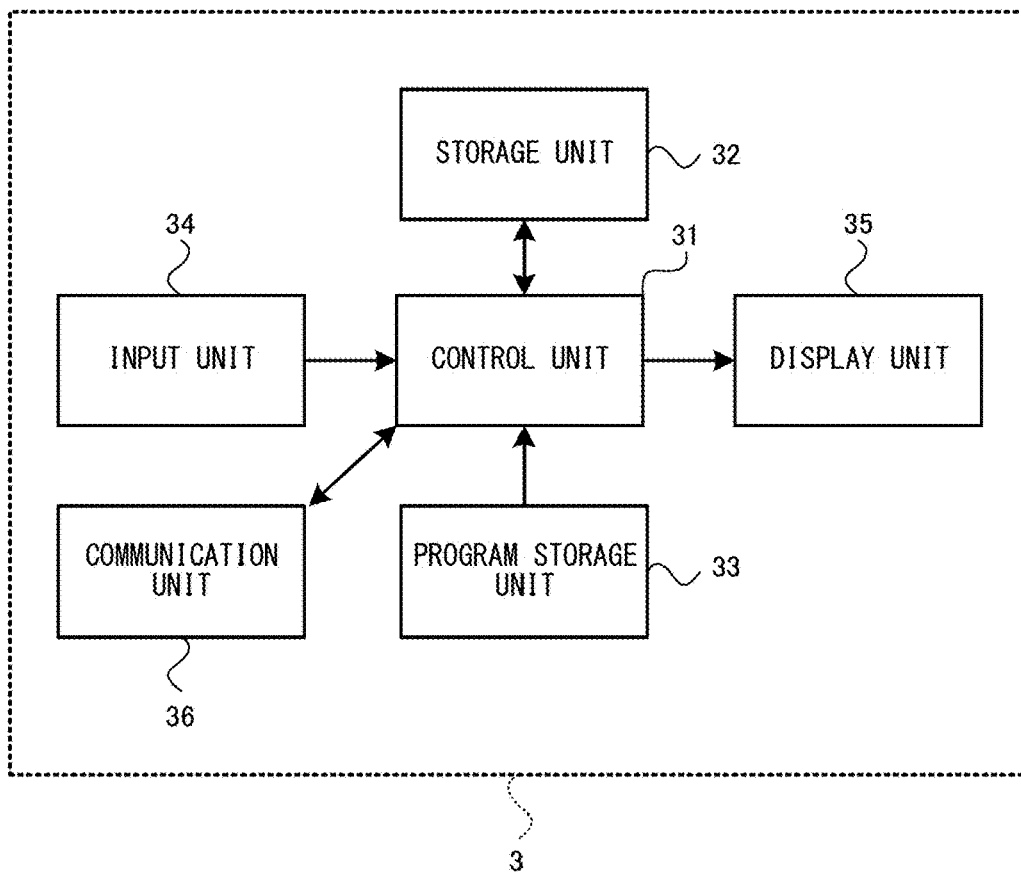 STORAGE UNIT
32
34
31
35
INPUT UNIT
CONTROL UNIT
DISPLAY UNIT
COMMUNICATION
UNIT
PROGRAM STORAGE
UNIT
33
36
3